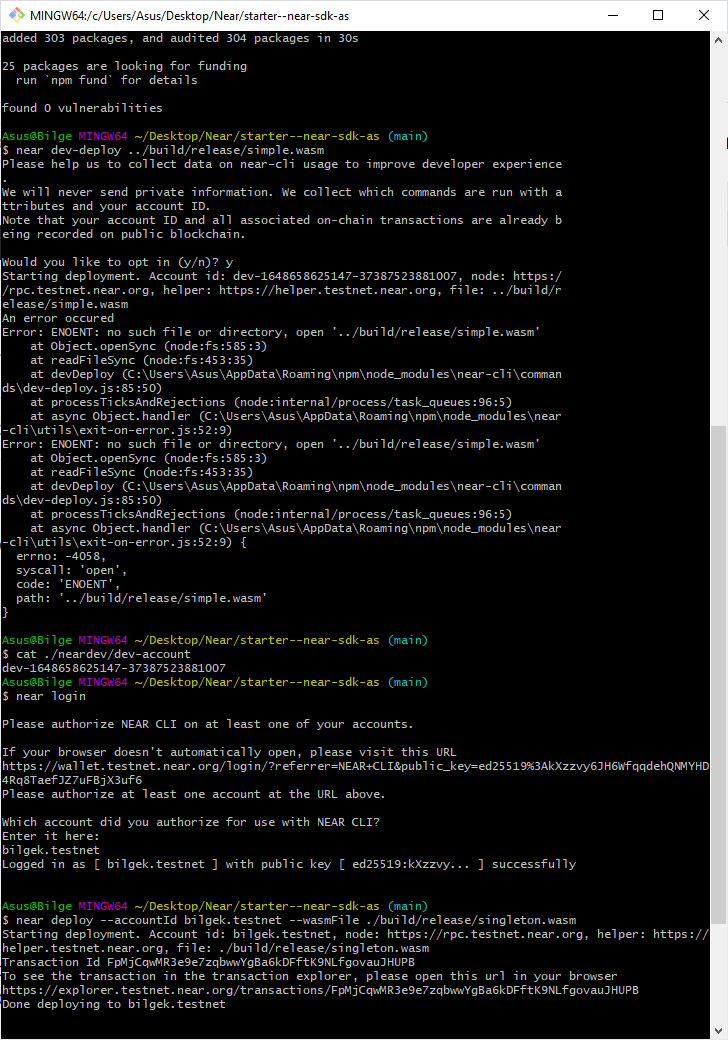 MINGW64:/c/Users/Asus/Desktop/Near/starter--near-sdk-as
added 303 packages, and audited 304 packages in 30s
25 packages are looking for funding
  run `npm fund` for details
found 0 vulnerabilities
Asus@Bilge MINGW64 ~/Desktop/Near/starter--near-sdk-as (main)
$ near dev-deploy ../build/release/simple.wasm
Please help us to collect data on near-cli usage to improve developer experience
.
We will never send private information. We collect which commands are run with a
ttributes and your account ID.
Note that your account ID and all associated on-chain transactions are already b
eing recorded on public blockchain.
Would you like to opt in (y/n)? y
Starting deployment. Account id: dev-1648658625147-37387523881007, node: https:/
/rpc.testnet.near.org, helper: https://helper.testnet.near.org, file: ../build/r
elease/simple.wasm
An error occured
Error: ENOENT: no such file or directory, open '../build/release/simple.wasm'
    at Object.openSync (node:fs:585:3)
    at readFileSync (node:fs:453:35)
    at devDeploy (C:\Users\Asus\AppData\Roaming\npm\node_modules\near-cli\comman
ds\dev-deploy.js:85:50)
    at processTicksAndRejections (node:internal/process/task_queues:96:5)
    at async Object.handler (C:\Users\Asus\AppData\Roaming\npm\node_modules\near
-cli\utils\exit-on-error.js:52:9)
Error: ENOENT: no such file or directory, open '../build/release/simple.wasm'
    at Object.openSync (node:fs:585:3)
    at readFileSync (node:fs:453:35)
    at devDeploy (C:\Users\Asus\AppData\Roaming\npm\node_modules\near-cli\comman
ds\dev-deploy.js:85:50)
    at processTicksAndRejections (node:internal/process/task_queues:96:5)
    at async Object.handler (C:\Users\Asus\AppData\Roaming\npm\node_modules\near
-cli\utils\exit-on-error.js:52:9) {
  errno: -4058,
  syscall: 'open',
  code: 'ENOENT',
  path: '../build/release/simple.wasm'
}
Asus@Bilge MINGW64 ~/Desktop/Near/starter--near-sdk-as (main)
$ cat ./neardev/dev-account
dev-1648658625147-37387523881007
Asus@Bilge MINGW64 ~/Desktop/Near/starter--near-sdk-as (main)
$ near login
Please authorize NEAR CLI on at least one of your accounts.
If your browser doesn't automatically open, please visit this URL
https://wallet.testnet.near.org/login/?referrer=NEAR+CLI&public_key=ed25519%3AkXzzvy6JH6WfqqdehQNMYHD
4Rq8TaefJZ7uFBjX3uf6
Please authorize at least one account at the URL above.
Which account did you authorize for use with NEAR CLI?
Enter it here:
bilgek.testnet
Logged in as [ bilgek.testnet ] with public key [ ed25519:kXzzvy... ] successfully
Asus@Bilge MINGW64 ~/Desktop/Near/starter--near-sdk-as (main)
$ near deploy --accountId bilgek.testnet --wasmFile ./build/release/singleton.wasm
Starting deployment. Account id: bilgek.testnet, node: https://rpc.testnet.near.org, helper: https://
helper.testnet.near.org, file: ./build/release/singleton.wasm
Transaction Id FpMjCqwMR3e9e7zqbwwYgBa6kDFftK9NLfgovauJHUPB
To see the transaction in the transaction explorer, please open this url in your browser
https://explorer.testnet.near.org/transactions/FpMjCqwMR3e9e7zqbwwYgBa6kDFftK9NLfgovauJHUPB
Done deploying to bilgek.testnet